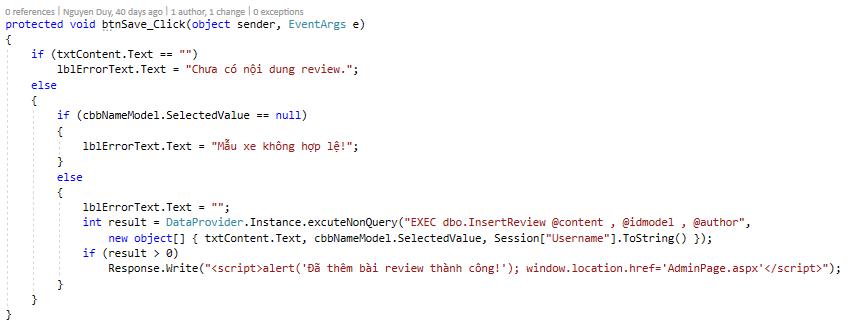 0 references | Nguyen Duy, 40 days ago | 1 author, 1 change | 0 exceptions
protected void btnSave_Click(object sender, EventArgs e)
{
    if (txtContent.Text == "")
        lblErrorText.Text = "Chưa có nội dung review.";
    else
    {
        if (cbbNameModel.SelectedValue == null)
        {
            lblErrorText.Text = "Mẫu xe không hợp lệ!";
        }
        else
        {
            lblErrorText.Text = "";
            int result = DataProvider.Instance.excuteNonQuery("EXEC dbo.InsertReview @content , @idmodel , @author",
                new object[] { txtContent.Text, cbbNameModel.SelectedValue, Session["Username"].ToString() });
            if (result > 0)
                Response.Write("<script>alert('Đã thêm bài review thành công!'); window.location.href='AdminPage.aspx'</script>");
        }
    }
}